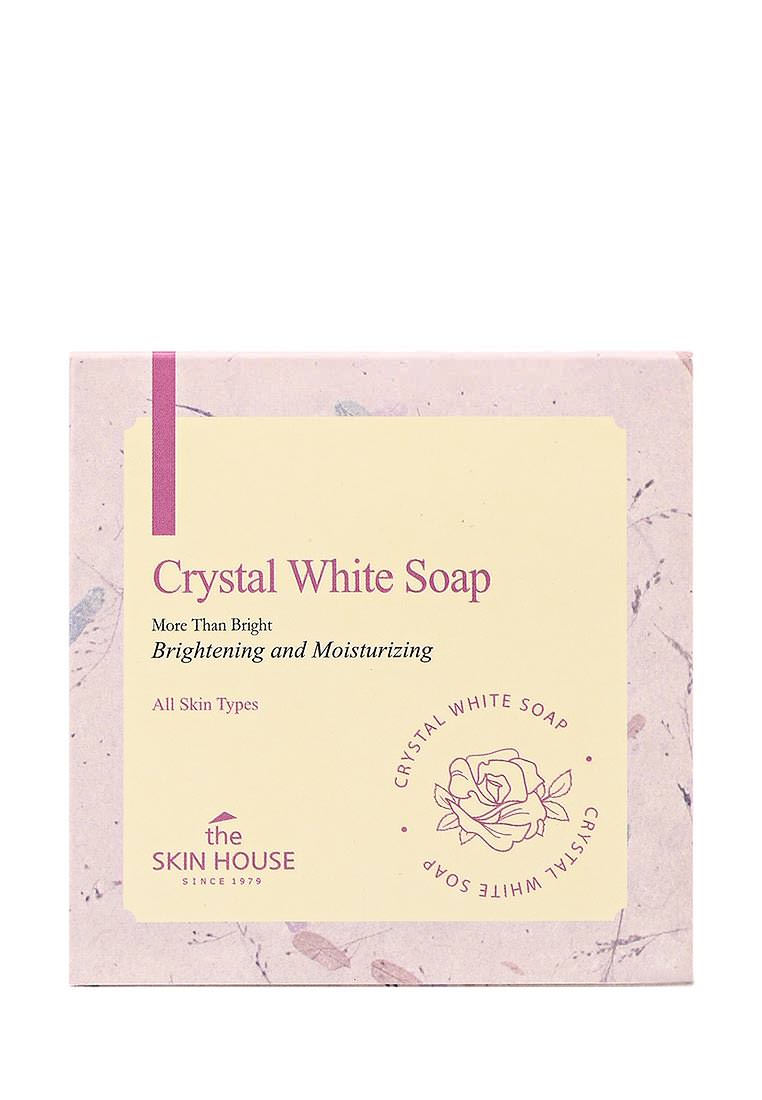 Crystal White Soap
More Than Bright
Brightening and Moisturizing
All Skin Types
CRYSTAL WHITE SOAP
CRYSTAL WHITE SOAP
the
SKIN HOUSE
SINCE 1979